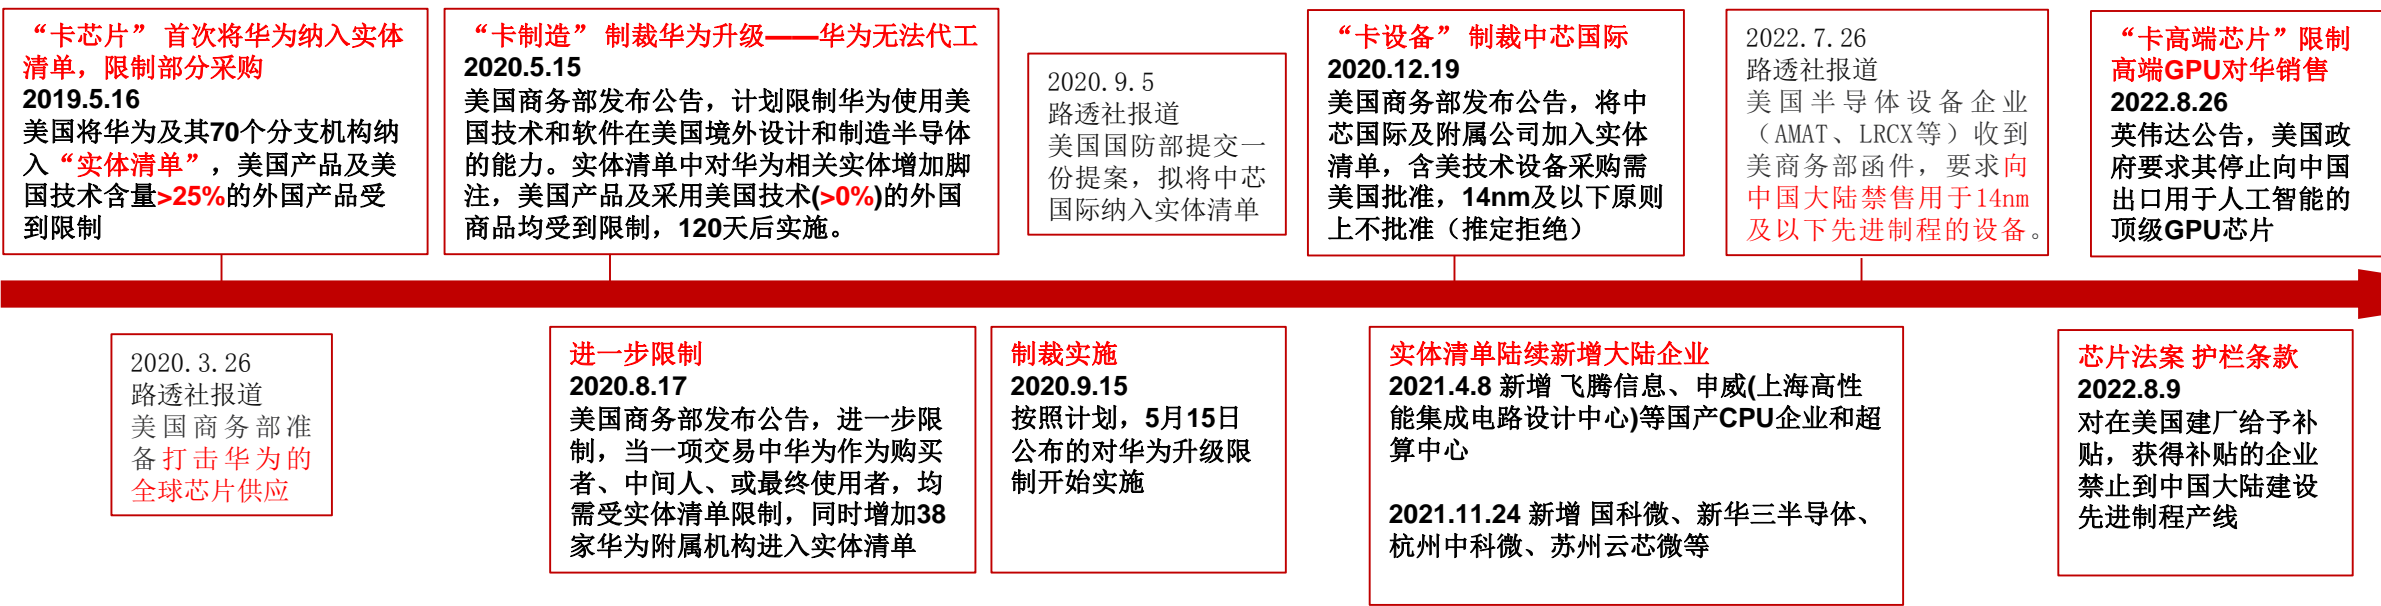 “卡芯片” 首次将华为纳入实体
清单，限制部分采购
2019.5.16
美国将华为及其70个分支机构纳
入“实体清单”，美国产品及美
国技术含量>25%的外国产品受
到限制
“卡制造” 制裁华为升级——华为无法代工
2020.5.15
美国商务部发布公告，计划限制华为使用美
国技术和软件在美国境外设计和制造半导体
的能力。实体清单中对华为相关实体增加脚
注，美国产品及采用美国技术(>0%)的外国
商品均受到限制，120天后实施。
2020.9.5
路透社报道
美国国防部提交一
份提案，拟将中芯
国际纳入实体清单
“卡设备” 制裁中芯国际
2020.12.19
美国商务部发布公告，将中
芯国际及附属公司加入实体
清单，含美技术设备采购需
美国批准，14nm及以下原则
上不批准（推定拒绝）
2022.7.26
路透社报道
美国半导体设备企业
（AMAT、LRCX等）收到
美商务部函件，要求向
中国大陆禁售用于14nm
及以下先进制程的设备。
“卡高端芯片”限制
高端GPU对华销售
2022.8.26
英伟达公告，美国政
府要求其停止向中国
出口用于人工智能的
顶级GPU芯片
2020.3.26
路透社报道
美国商务部准
备打击华为的
全球芯片供应
进一步限制
2020.8.17
美国商务部发布公告，进一步限
制，当一项交易中华为作为购买
者、中间人、或最终使用者，均
需受实体清单限制，同时增加38
家华为附属机构进入实体清单
制裁实施
2020.9.15
按照计划，5月15日
公布的对华为升级限
制开始实施
实体清单陆续新增大陆企业
2021.4.8 新增 飞腾信息、申威(上海高性
能集成电路设计中心)等国产CPU企业和超
算中心
2021.11.24 新增 国科微、新华三半导体、
杭州中科微、苏州云芯微等
芯片法案 护栏条款
2022.8.9
对在美国建厂给予补
贴，获得补贴的企业
禁止到中国大陆建设
先进制程产线